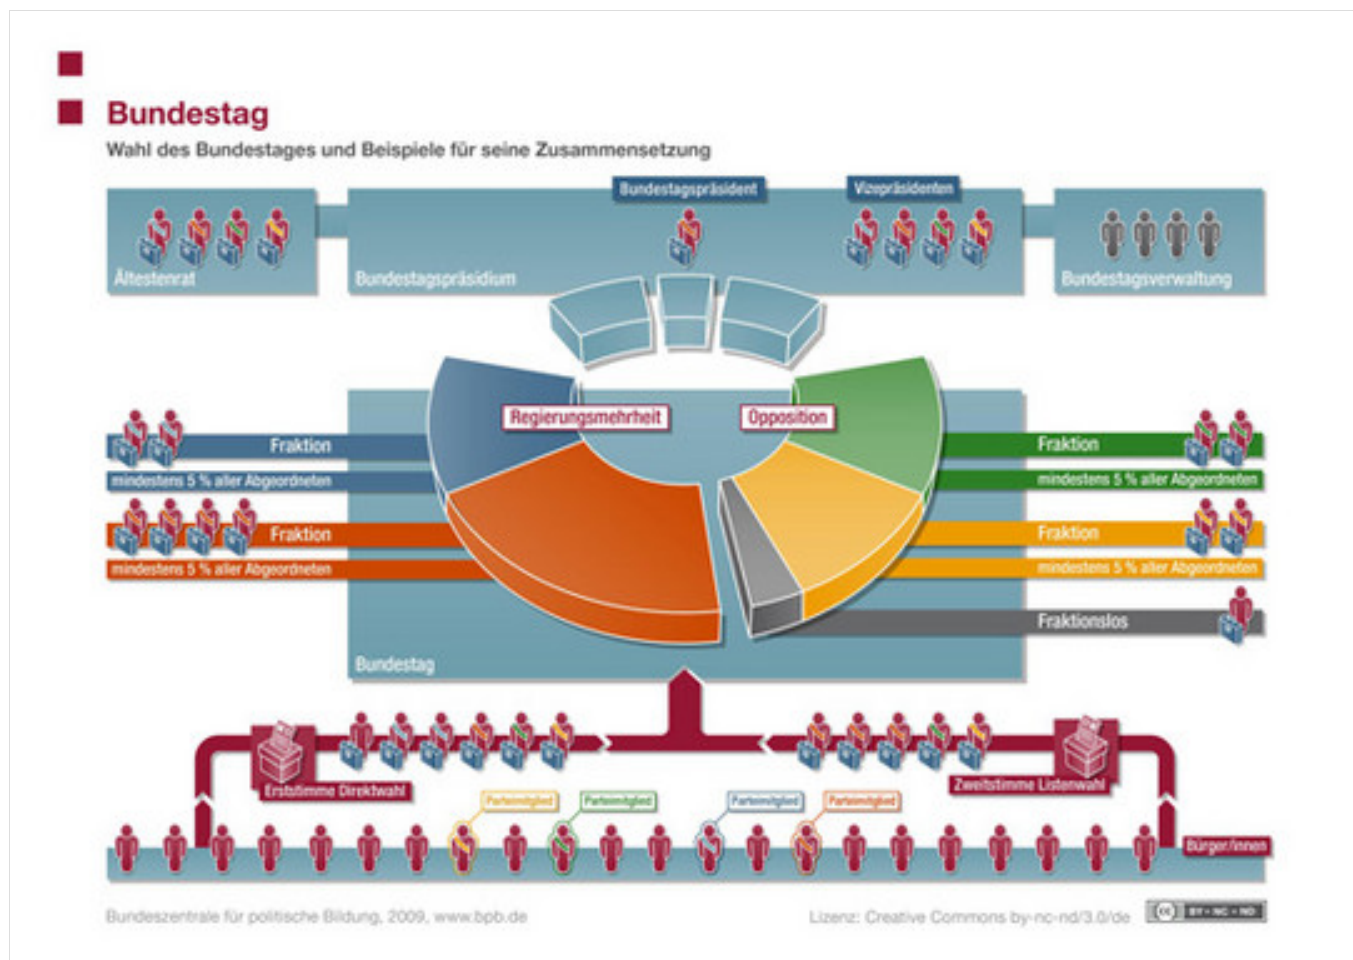 Bundestag
Wahl des Bundestages und Beispiele für seine Zusammensetzung
Bundestagspräsident
Vizepräsidenten
Ältestenrat
Bundestagspräsidium
Bundestagsverwaltung
Regierungsmehrheit
Opposition
Fraktion
mindestens 5 % aller Abgeordneten
Fraktion
mindestens 5 % aller Abgeordneten
Fraktion
mindestens 5 % aller Abgeordneten
Fraktion
mindestens 5 % aller Abgeordneten
Fraktionslos
Bundestag
Erststimme Direktwahl
Zweitstimme Listenwahl
Parteimitglied
Parteimitglied
Parteimitglied
Parteimitglied
Bürger/innen
Bundeszentrale für politische Bildung, 2009, www.bpb.de
Lizenz: Creative Commons by-nc-nd/3.0/de
cc BY - NC - ND